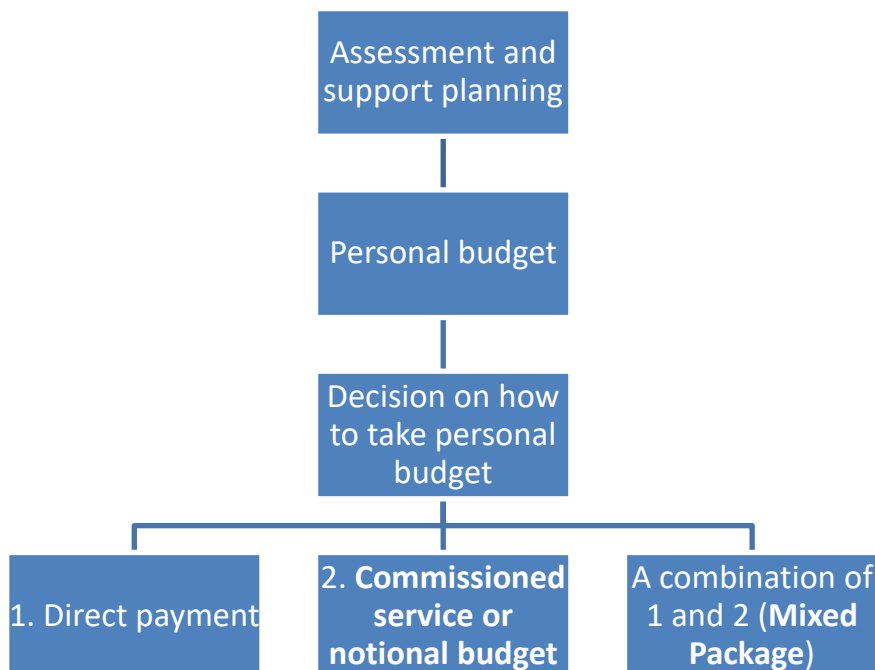 Assessment and
support planning
Personal budget
Decision on how
to take personal
budget
1. Direct payment
2. Commissioned
service or
notional budget
A combination of
1 and 2 (Mixed
Package)